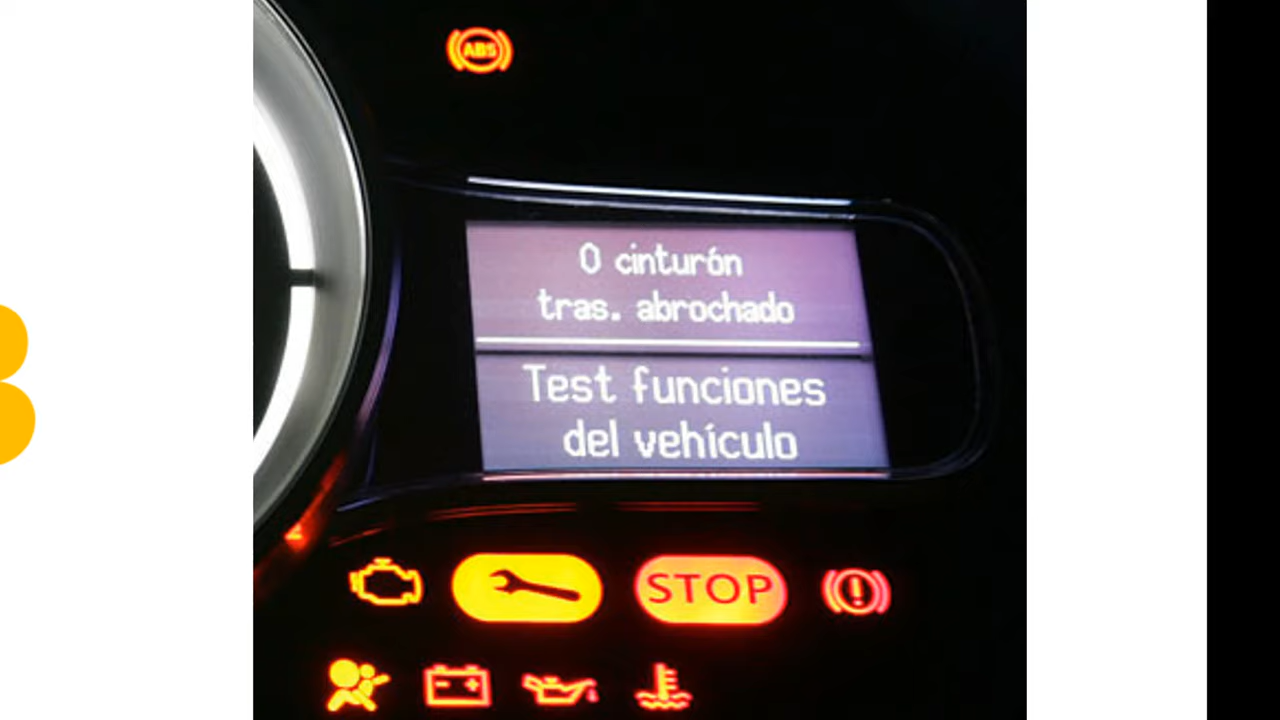 ABS
0 cinturón
tras. abrochado
Test funciones
del vehículo
STOP